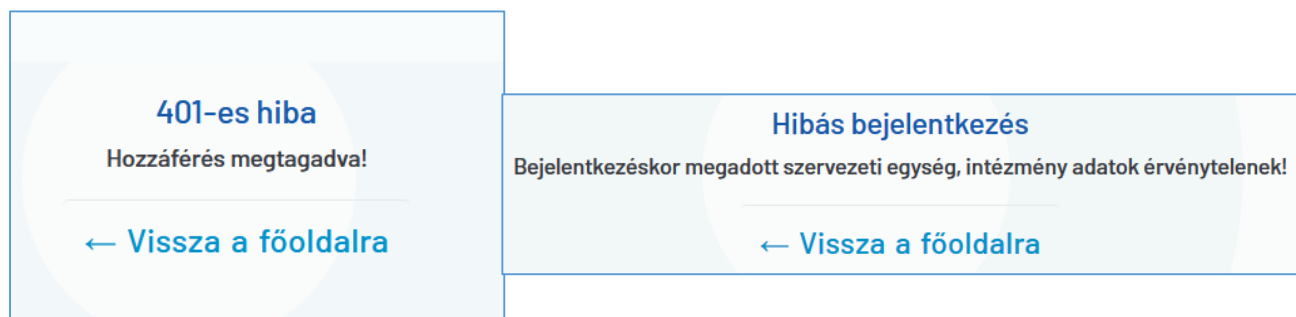 401-es hiba
Hozzáférés megtagadva!
← Vissza a főoldalra
Hibás bejelentkezés
Bejelentkezéskor megadott szervezeti egység, intézmény adatok érvénytelenek!
← Vissza a főoldalra